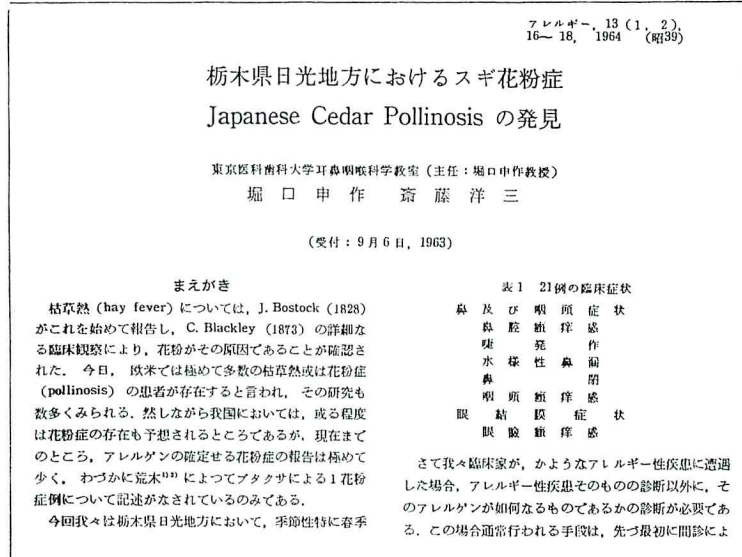 アレルギー, 13 (1, 2),
16〜18, 1964 (昭39)
栃木県日光地方におけるスギ花粉症
Japanese Cedar Pollinosis の発見
東京医科歯科大学耳鼻咽喉科学教室 (主任：堀口申作教授)
堀口申作 斎藤洋三
(受付：9月6日, 1963)
まえがき
枯草熱 (hay fever) については, J. Bostock (1828)
がこれを始めて報告し, C. Blackley (1873) の詳細な
る臨床観察により, 花粉がその原因であることが確認さ
れた. 今日, 欧米では極めて多数の枯草熱或は花粉症
(pollinosis) の患者が存在すると言われ, その研究も
数多くみられる. 然しながら我国においては, 或る程度
は花粉症の存在も予想されるところであるが, 現在まで
のところ, アレルゲンの確定せる花粉症の報告は極めて
少く, わづかに荒木¹⁾²⁾ によつてブタクサによる1花粉
症例について記述がなされているのみである.
今回我々は栃木県日光地方において, 季節性特に春季
表1 21例の臨床症状
鼻及び咽頭症状
鼻腔瘙痒感
嚏発作
水様性鼻漏
鼻閉
咽頭瘙痒感
眼結膜症状
眼瞼瘙痒感
さて我々臨床家が, かようなアレルギー性疾患に遭遇
した場合, アレルギー性疾患そのものの診断以外に, そ
のアレルゲンが如何なるものであるかの診断が必要であ
る. この場合通常行われる手段は, 先づ最初に問診によ